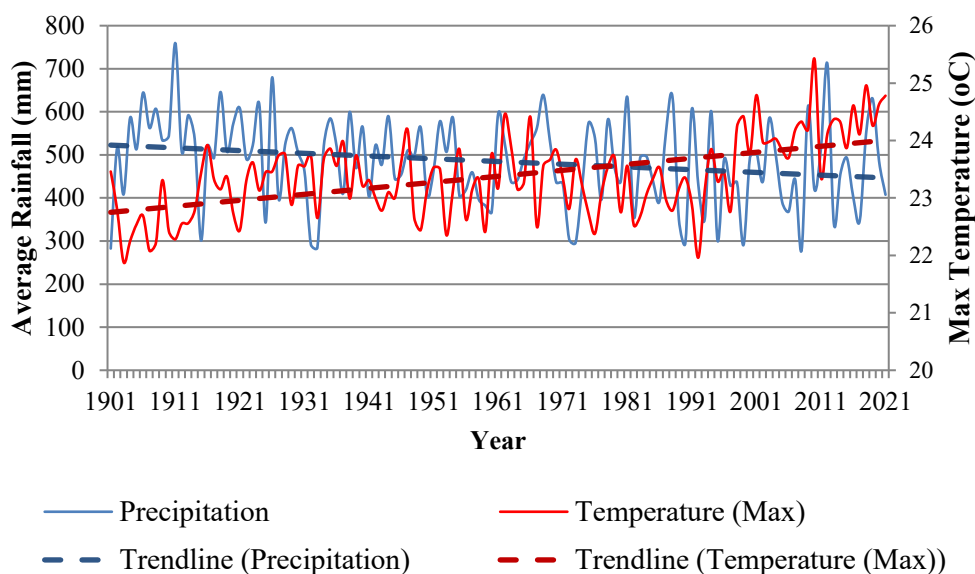 800
700
600
500
400
300
200
100
0
Average Rainfall (mm)
26
25
24
23
22
21
20
Max Temperature (oC)
1901 1911 1921 1931 1941 1951 1961 1971 1981 1991 2001 2011 2021
Year
Precipitation
Temperature (Max)
Trendline (Precipitation)
Trendline (Temperature (Max))